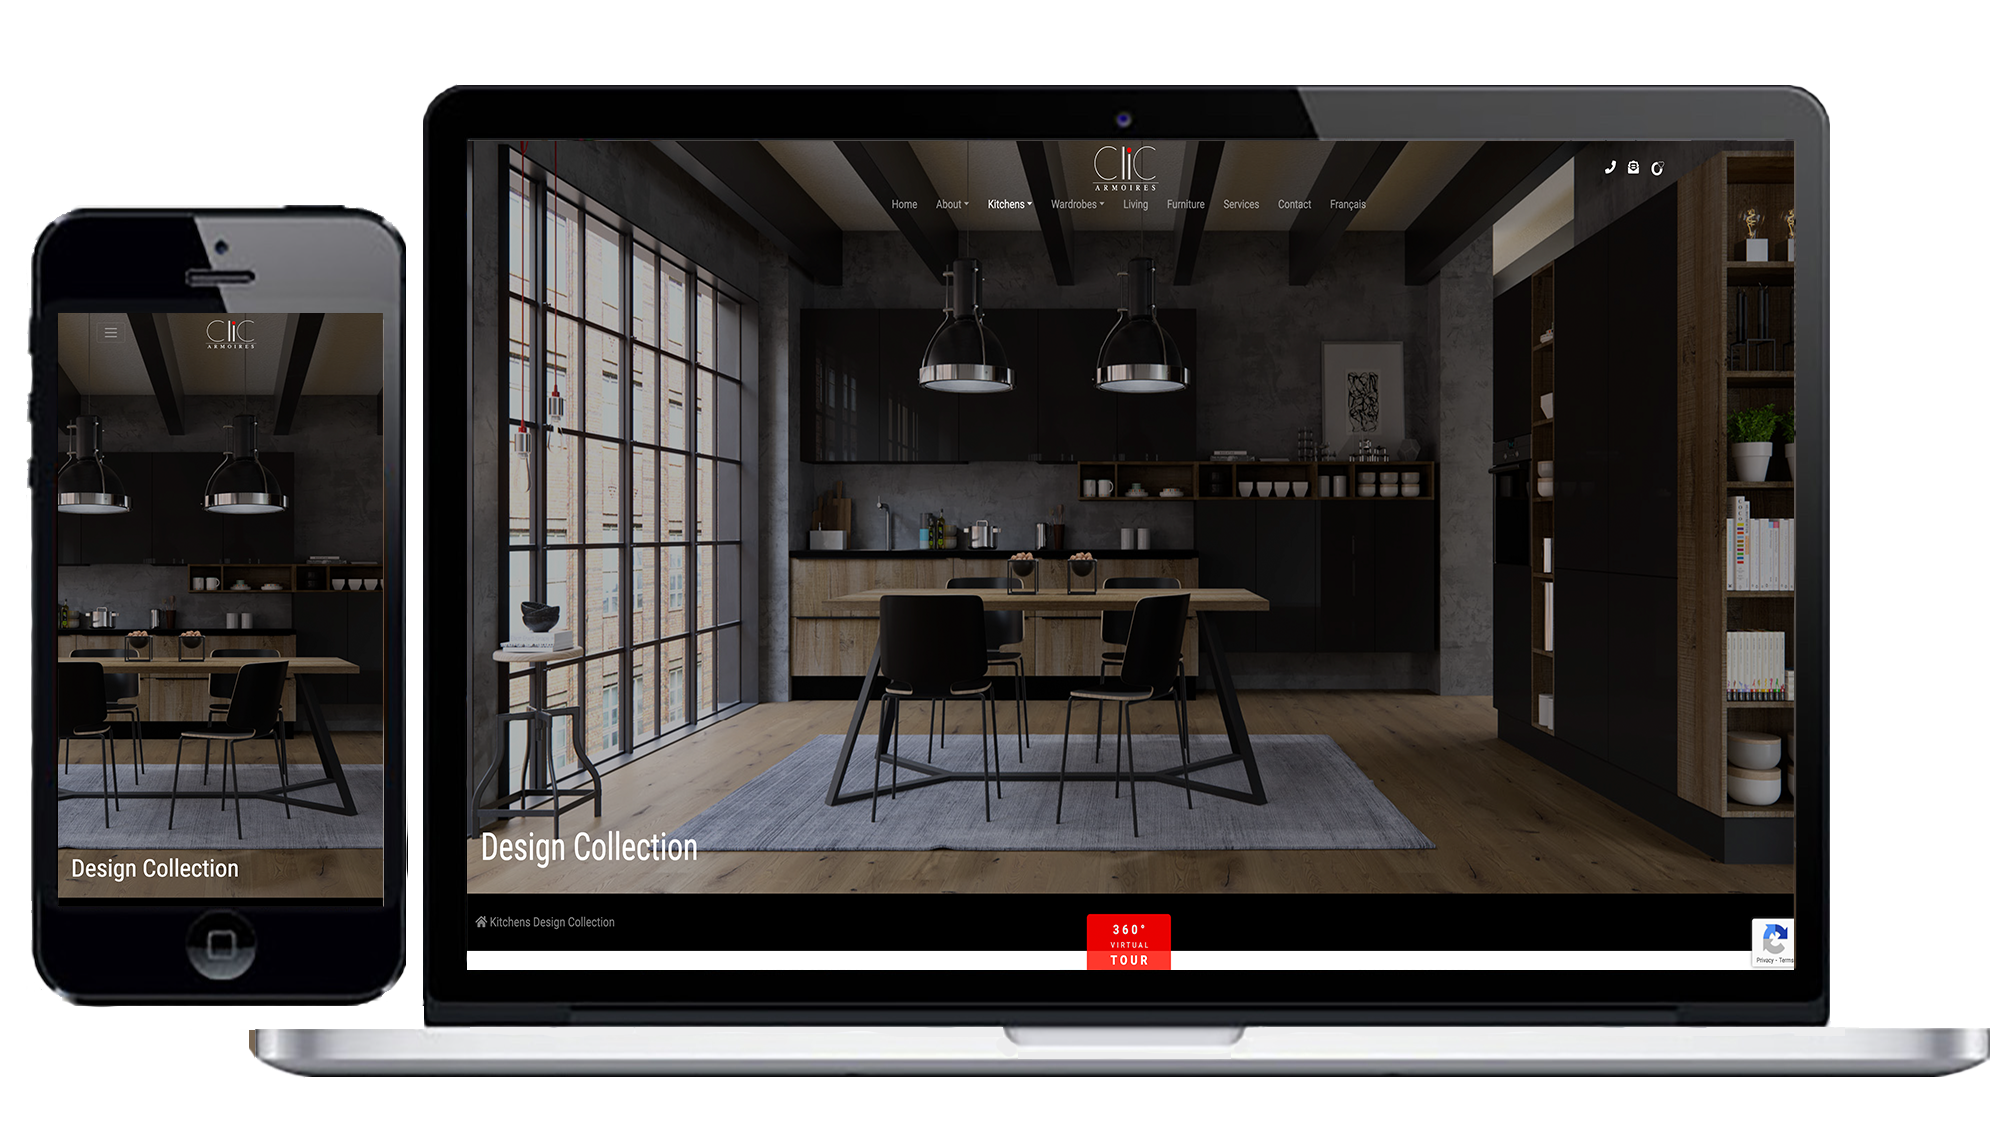 CliC
ARMOIRES
Design Collection
CliC
ARMOIRES
Home About Kitchens Wardrobes Living Furniture Services Contact Français
Design Collection
Kitchens Design Collection
360°
VIRTUAL
TOUR
Privacy - Terms